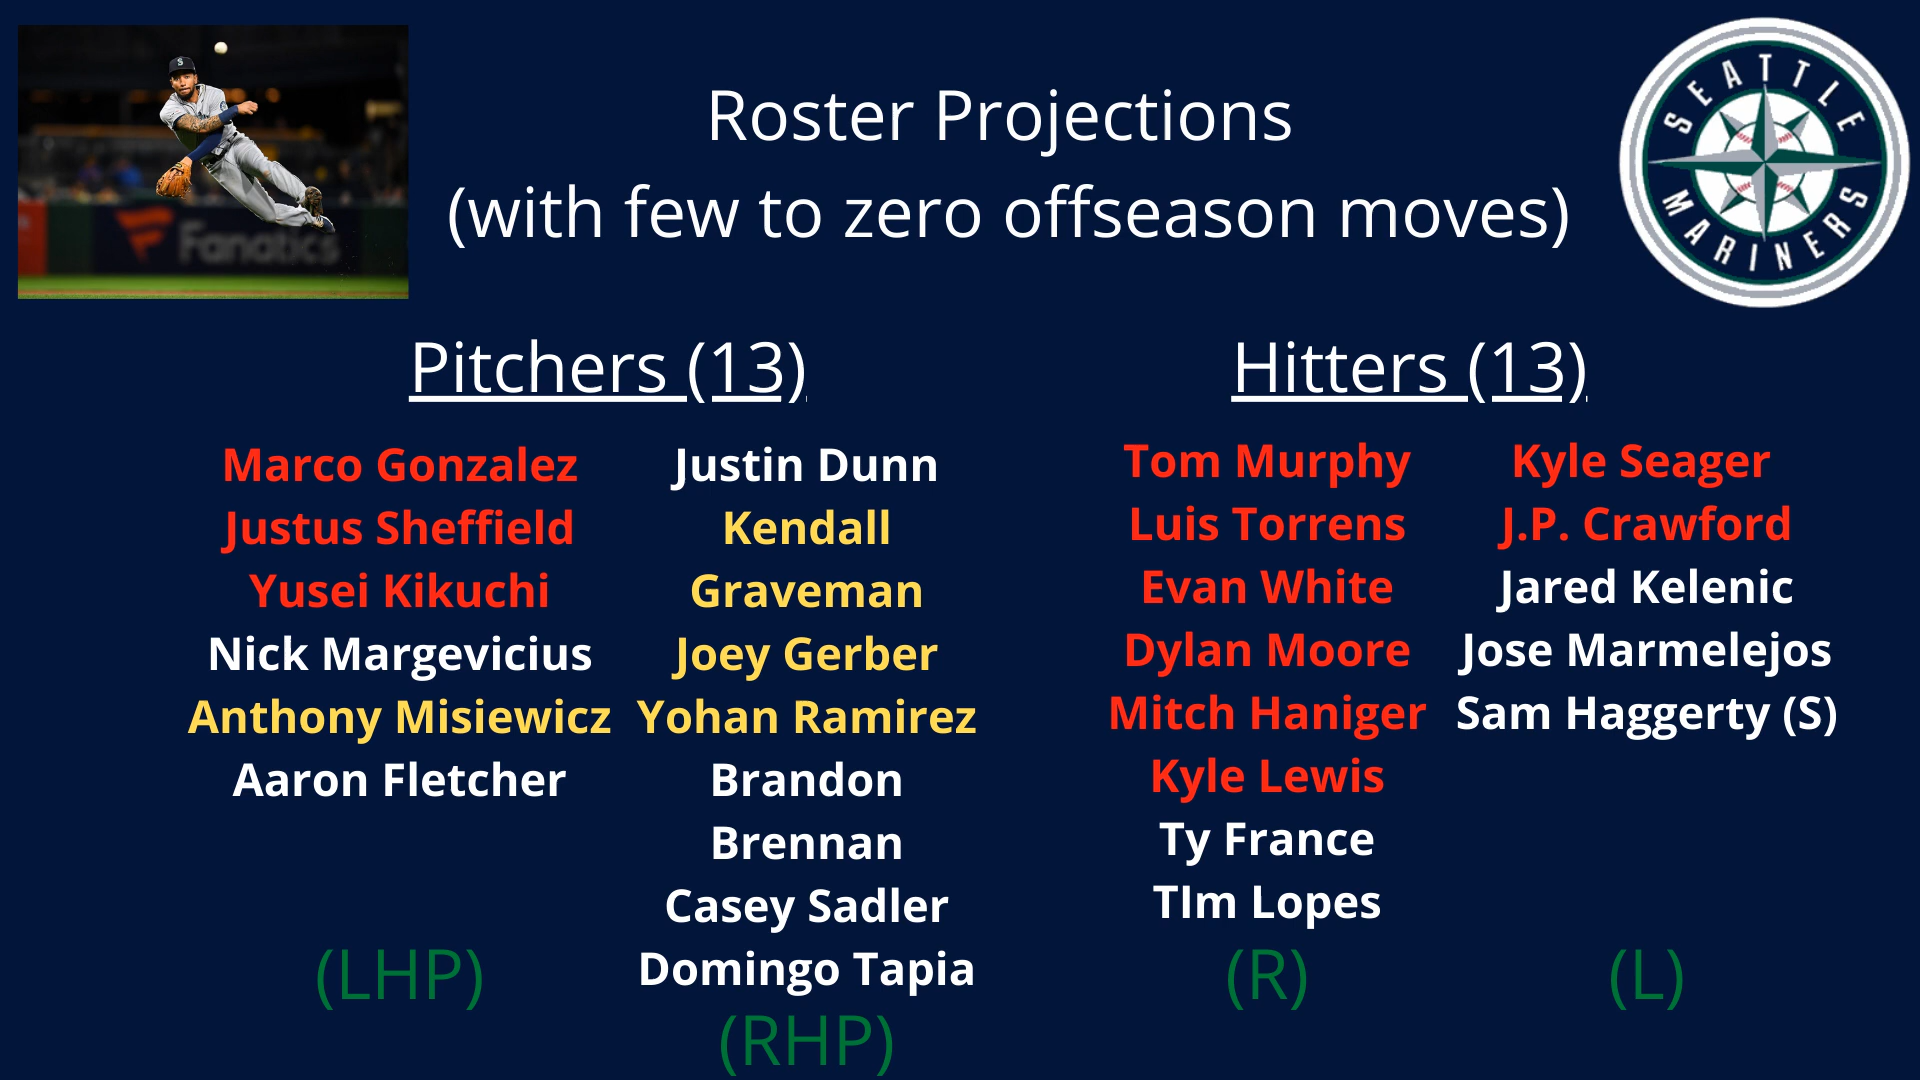 Roster Projections
(with few to zero offseason moves)
SEATTLE
MARINERS
S
Fanatics
Pitchers (13)
Marco Gonzalez
Justus Sheffield
Yusei Kikuchi
Nick Margevicius
Anthony Misiewicz
Aaron Fletcher
(LHP)
Justin Dunn
Kendall
Graveman
Joey Gerber
Yohan Ramirez
Brandon
Brennan
Casey Sadler
Domingo Tapia
(RHP)
Hitters (13)
Tom Murphy
Luis Torrens
Evan White
Dylan Moore
Mitch Haniger
Kyle Lewis
Ty France
TIm Lopes
(R)
Kyle Seager
J.P. Crawford
Jared Kelenic
Jose Marmelejos
Sam Haggerty (S)
(L)